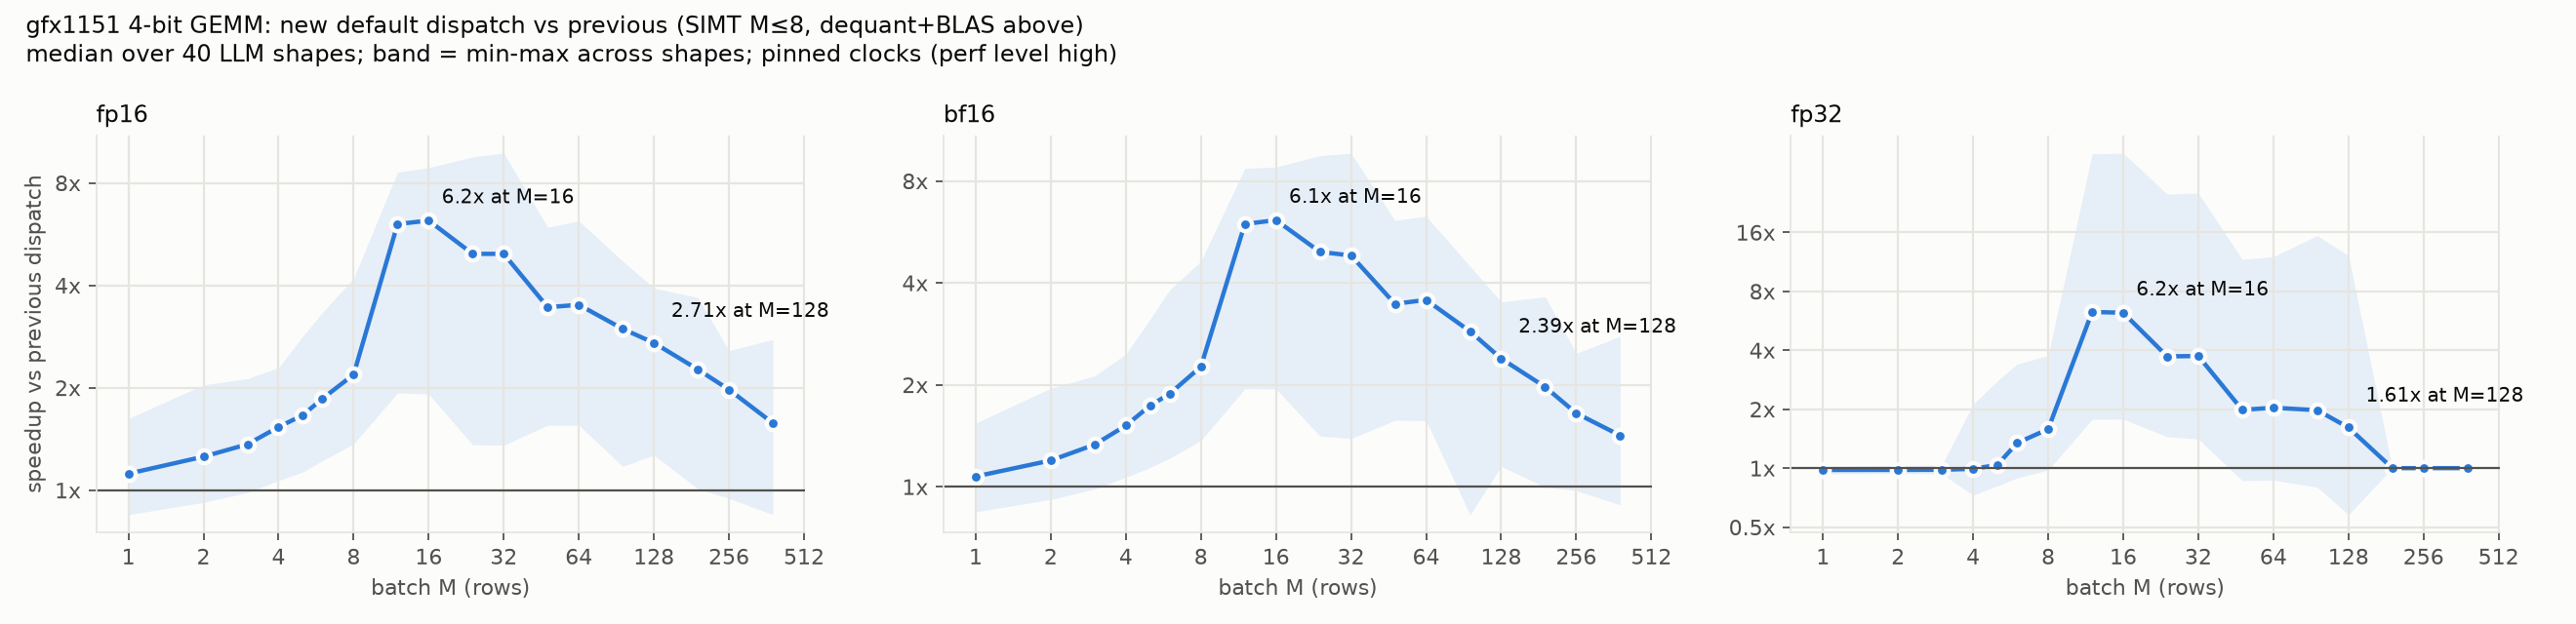 gfx1151 4-bit GEMM: new default dispatch vs previous (SIMT M≤8, dequant+BLAS above)
median over 40 LLM shapes; band = min-max across shapes; pinned clocks (perf level high)
fp16
speedup vs previous dispatch
8x
4x
2x
1x
6.2x at M=16
2.71x at M=128
1 2 4 8 16 32 64 128 256 512
batch M (rows)
bf16
8x
4x
2x
1x
6.1x at M=16
2.39x at M=128
1 2 4 8 16 32 64 128 256 512
batch M (rows)
fp32
16x
8x
4x
2x
1x
0.5x
6.2x at M=16
1.61x at M=128
1 2 4 8 16 32 64 128 256 512
batch M (rows)